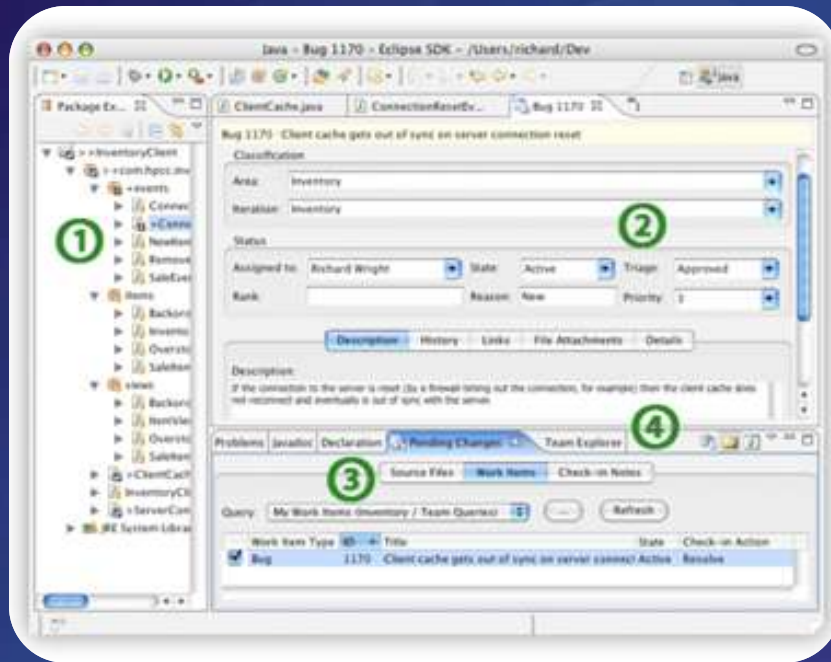 Java - Bug 1170 - Eclipse SDK - /Users/richard/Dev
Java
Package Ex...
ClientCache.java
ConnectionResetEv...
Bug 1170
Bug 1170 Client cache gets out of sync on server connection reset
>InventoryClient
>com.hpcc.inv
>events
Connec
>Conne
Remove
SaleEve
items
Backor
Invento
Oversto
SaleItem
views
Backor
ItemVie
Oversto
SaleItem
>ClientCach
InventoryCli
>ServerCon
JRE System Librar
1
Classification
Area: Inventory
Iteration: Inventory
2
Status
Assigned to: Richard Wright State: Active Triage: Approved
Rank: Reason: New Priority: 1
Description History Links File Attachments Details
Description
If the connection to the server is reset (by a firewall timing out the connection, for example) then the client cache does
not reconnect and eventually is out of sync with the server.
Problems Javadoc Declaration Pending Changes Team Explorer
4
3
Source Files Work Items Check-in Notes
Query: My Work Items (Inventory / Team Queries) ... Refresh
Work Item Type ID Title State Check-in Action
Bug 1170 Client cache gets out of sync on server connect Active Resolve